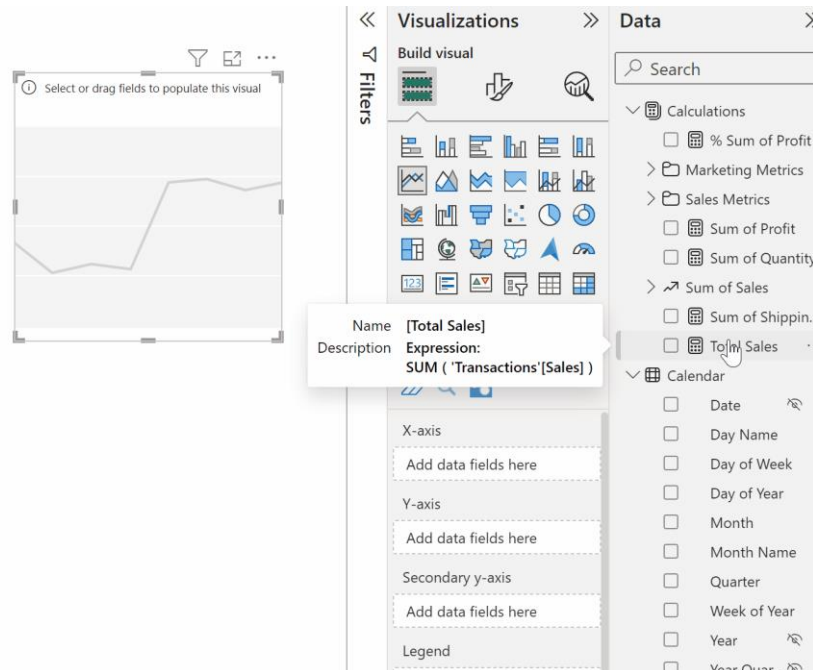 Select or drag fields to populate this visual
Filters
Visualizations
Build visual
123
Name [Total Sales]
Description Expression:
SUM ( 'Transactions'[Sales] )
X-axis
Add data fields here
Y-axis
Add data fields here
Secondary y-axis
Add data fields here
Legend
Data
Search
Calculations
% Sum of Profit
Marketing Metrics
Sales Metrics
Sum of Profit
Sum of Quantity
Sum of Sales
Sum of Shippin...
Total Sales
Calendar
Date
Day Name
Day of Week
Day of Year
Month
Month Name
Quarter
Week of Year
Year
Year Quar